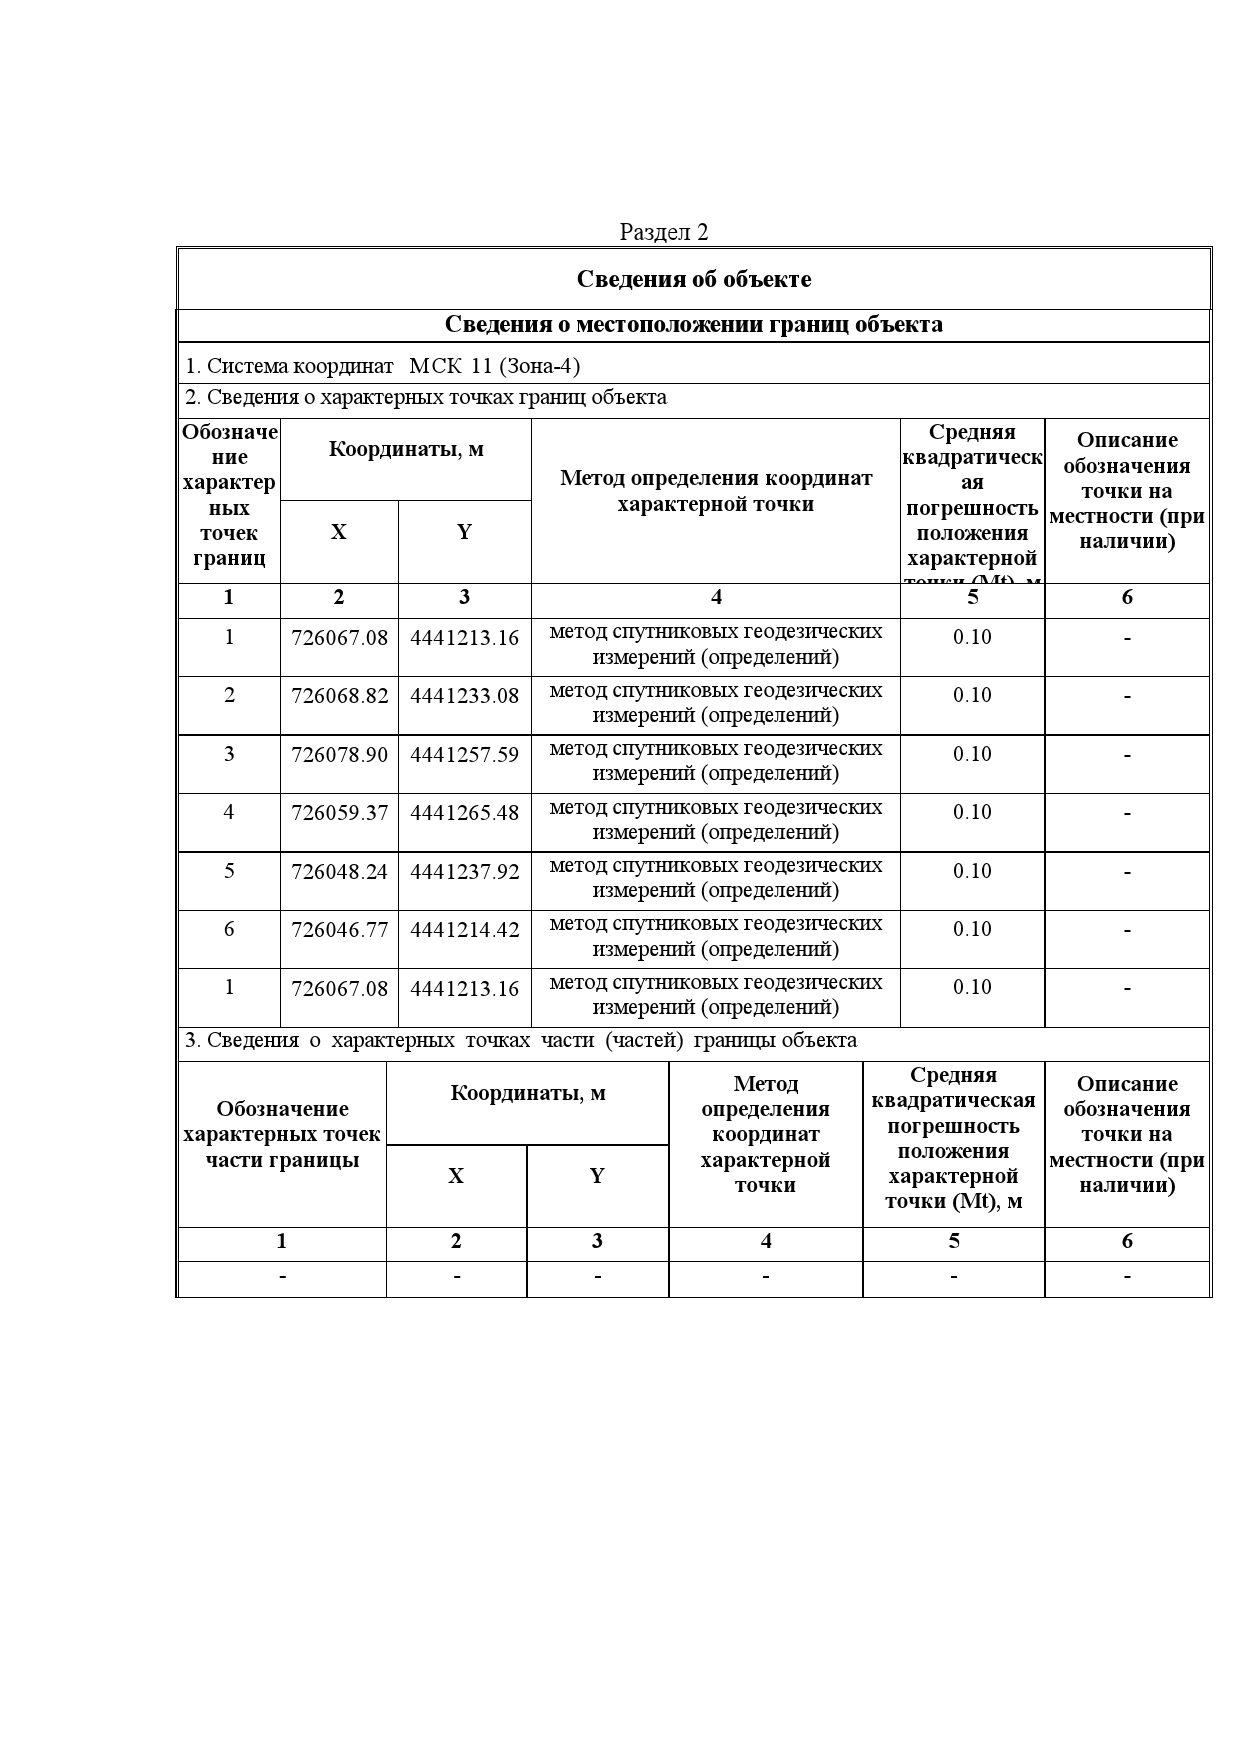 Раздел 2
Сведения об объекте
Сведения о местоположении границ объекта
1. Система координат МСК 11 (Зона-4)
2. Сведения о характерных точках границ объекта
Обозначе
ние
характер
ных
точек
границ
Координаты, м
X
Y
Метод определения координат
характерной точки
Средняя
квадратическ
ая
погрешность
положения
характерной
точки (Mt), м
Описание
обозначения
точки на
местности (при
наличии)
1 2 3 4 5 6
1 726067.08 4441213.16 метод спутниковых геодезических
измерений (определений) 0.10 -
2 726068.82 4441233.08 метод спутниковых геодезических
измерений (определений) 0.10 -
3 726078.90 4441257.59 метод спутниковых геодезических
измерений (определений) 0.10 -
4 726059.37 4441265.48 метод спутниковых геодезических
измерений (определений) 0.10 -
5 726048.24 4441237.92 метод спутниковых геодезических
измерений (определений) 0.10 -
6 726046.77 4441214.42 метод спутниковых геодезических
измерений (определений) 0.10 -
1 726067.08 4441213.16 метод спутниковых геодезических
измерений (определений) 0.10 -
3. Сведения о характерных точках части (частей) границы объекта
Обозначение
характерных точек
части границы
Координаты, м
X
Y
Метод
определения
координат
характерной
точки
Средняя
квадратическая
погрешность
положения
характерной
точки (Mt), м
Описание
обозначения
точки на
местности (при
наличии)
1 2 3 4 5 6
- - - - - -